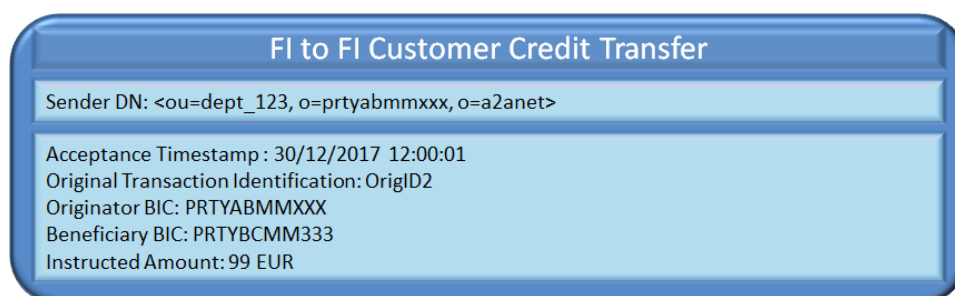 FI to FI Customer Credit Transfer
Sender DN: <ou=dept_123, o=prtyabmmxxx, o=a2anet>
Acceptance Timestamp : 30/12/2017 12:00:01
Original Transaction Identification: OrigID2
Originator BIC: PRTYABMMXXX
Beneficiary BIC: PRTYBCMM333
Instructed Amount: 99 EUR